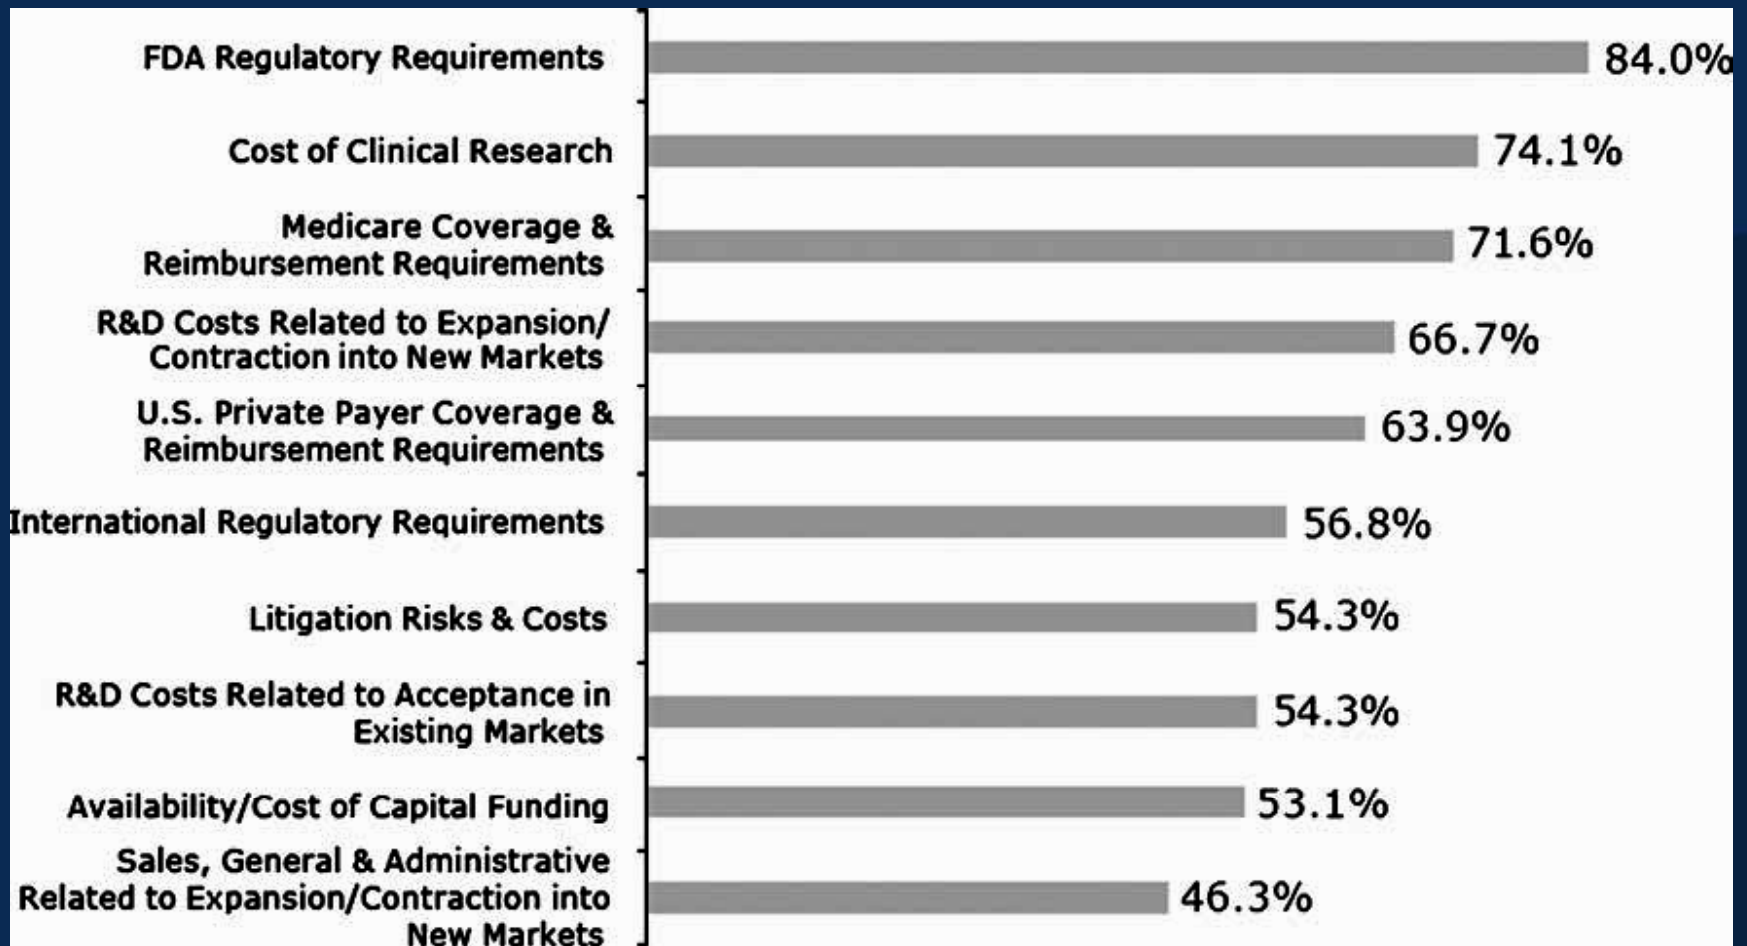 FDA Regulatory Requirements 84.0%
Cost of Clinical Research 74.1%
Medicare Coverage &
Reimbursement Requirements 71.6%
R&D Costs Related to Expansion/
Contraction into New Markets 66.7%
U.S. Private Payer Coverage &
Reimbursement Requirements 63.9%
International Regulatory Requirements 56.8%
Litigation Risks & Costs 54.3%
R&D Costs Related to Acceptance in
Existing Markets 54.3%
Availability/Cost of Capital Funding 53.1%
Sales, General & Administrative
Related to Expansion/Contraction into 46.3%
New Markets